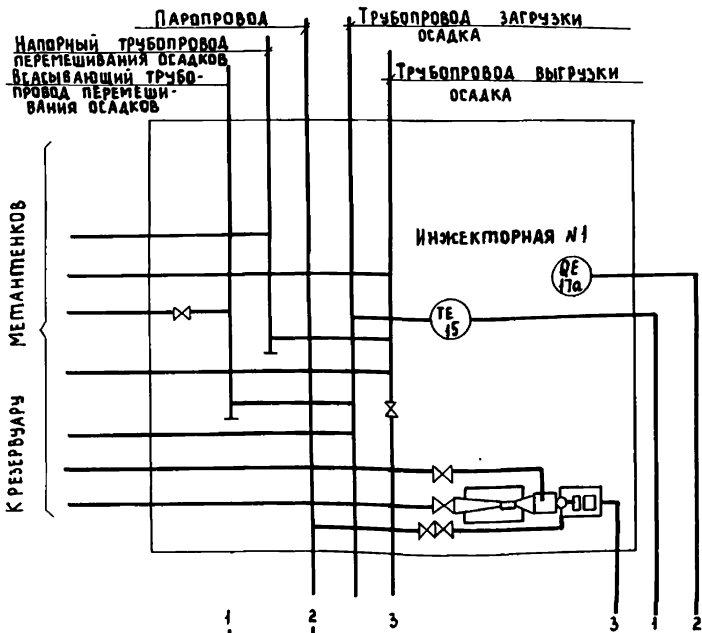 Паропровод
Трубопровод загрузки
осадка
Напорный трубопровод
перемешивания осадков
Всасывающий трубо-
провод перемеши-
вания осадков
Трубопровод выгрузки
осадка
К резервуару метантенков
Инжекторная №1
QE
17а
TE
15
1 2 3 3 1 2